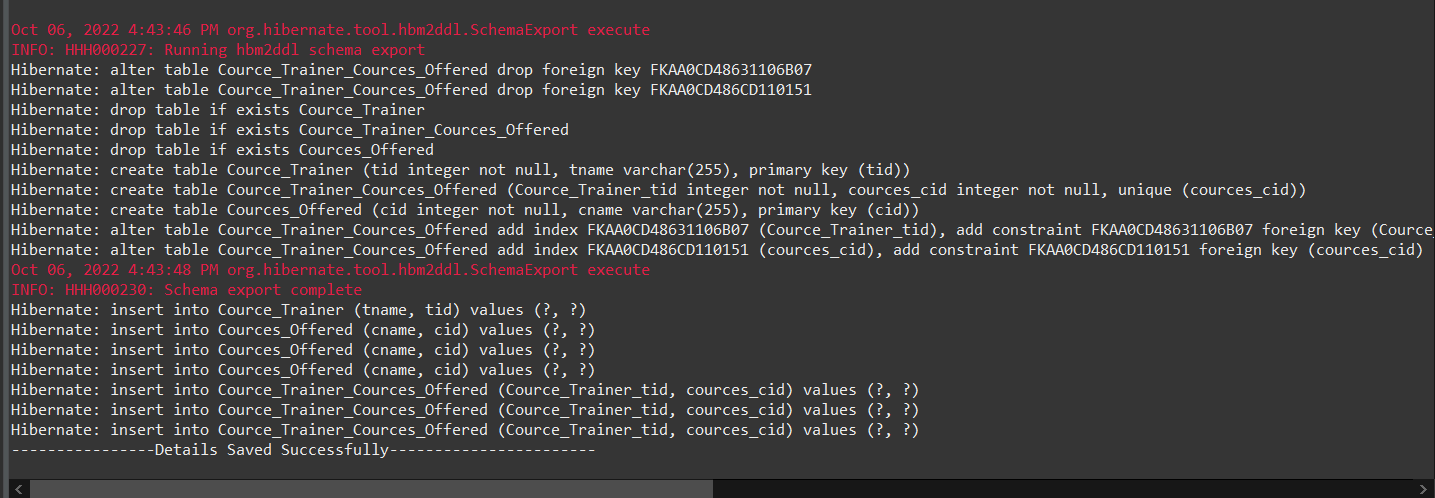 Oct 06, 2022 4:43:46 PM org.hibernate.tool.hbm2ddl.SchemaExport execute
INFO: HHH000227: Running hbm2ddl schema export
Hibernate: alter table Cource_Trainer_Cources_Offered drop foreign key FKAA0CD48631106B07
Hibernate: alter table Cource_Trainer_Cources_Offered drop foreign key FKAA0CD486CD110151
Hibernate: drop table if exists Cource_Trainer
Hibernate: drop table if exists Cource_Trainer_Cources_Offered
Hibernate: drop table if exists Cources_Offered
Hibernate: create table Cource_Trainer (tid integer not null, tname varchar(255), primary key (tid))
Hibernate: create table Cource_Trainer_Cources_Offered (Cource_Trainer_tid integer not null, cources_cid integer not null, unique (cources_cid))
Hibernate: create table Cources_Offered (cid integer not null, cname varchar(255), primary key (cid))
Hibernate: alter table Cource_Trainer_Cources_Offered add index FKAA0CD48631106B07 (Cource_Trainer_tid), add constraint FKAA0CD48631106B07 foreign key (Cource_
Hibernate: alter table Cource_Trainer_Cources_Offered add index FKAA0CD486CD110151 (cources_cid), add constraint FKAA0CD486CD110151 foreign key (cources_cid)
Oct 06, 2022 4:43:48 PM org.hibernate.tool.hbm2ddl.SchemaExport execute
INFO: HHH000230: Schema export complete
Hibernate: insert into Cource_Trainer (tname, tid) values (?, ?)
Hibernate: insert into Cources_Offered (cname, cid) values (?, ?)
Hibernate: insert into Cources_Offered (cname, cid) values (?, ?)
Hibernate: insert into Cources_Offered (cname, cid) values (?, ?)
Hibernate: insert into Cource_Trainer_Cources_Offered (Cource_Trainer_tid, cources_cid) values (?, ?)
Hibernate: insert into Cource_Trainer_Cources_Offered (Cource_Trainer_tid, cources_cid) values (?, ?)
Hibernate: insert into Cource_Trainer_Cources_Offered (Cource_Trainer_tid, cources_cid) values (?, ?)
----------------Details Saved Successfully-----------------------